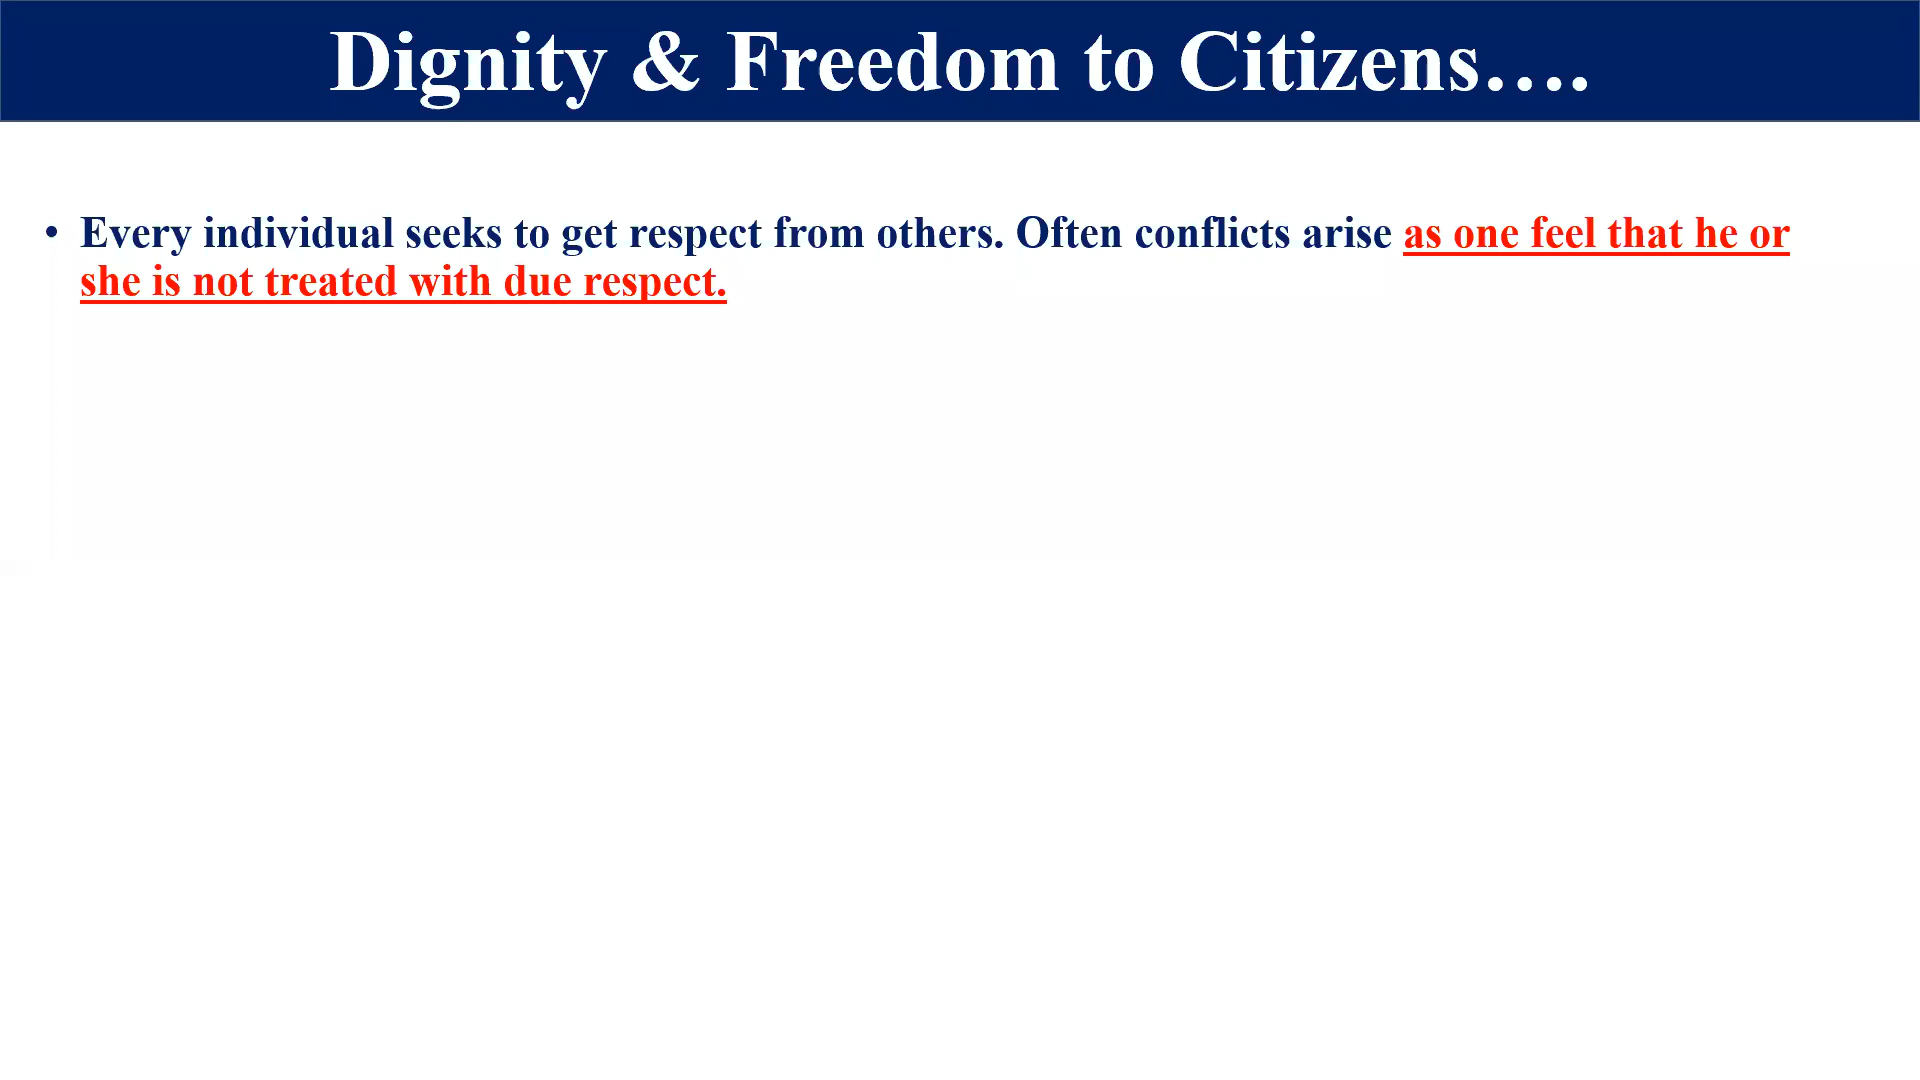 Dignity & Freedom to Citizens….
• Every individual seeks to get respect from others. Often conflicts arise as one feel that he or
she is not treated with due respect.